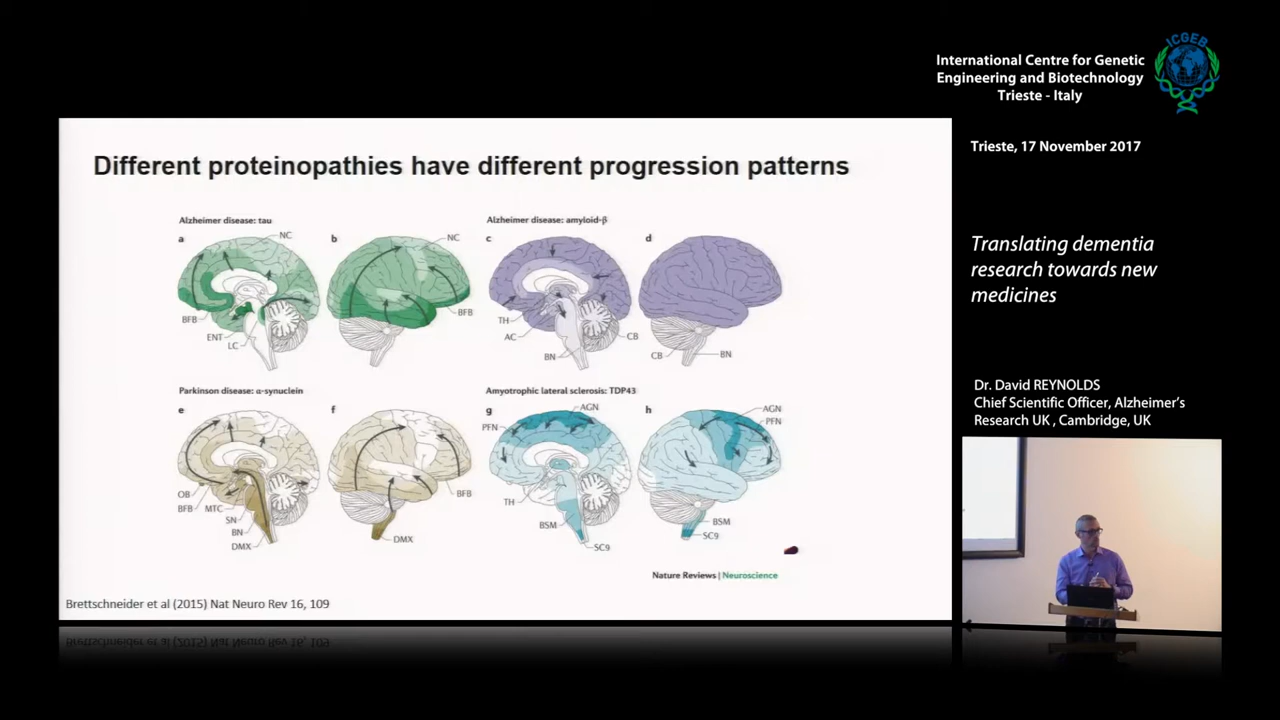 ICGEB
International Centre for Genetic
Engineering and Biotechnology
Trieste - Italy
Trieste, 17 November 2017
Different proteinopathies have different progression patterns
Alzheimer disease: tau
a
NC
b
NC
BFB
BFB
ENT
LC
Alzheimer disease: amyloid-β
c
d
TH
AC
BN
CB
CB
BN
Parkinson disease: α-synuclein
e
f
OB
BFB
MTC
SN
BN
DMX
BFB
DMX
Amyotrophic lateral sclerosis: TDP43
g
AGN
PFN
h
AGN
PFN
TH
BSM
SC9
BSM
SC9
Nature Reviews | Neuroscience
Brettschneider et al (2015) Nat Neuro Rev 16, 109
Translating dementia
research towards new
medicines
Dr. David REYNOLDS
Chief Scientific Officer, Alzheimer's
Research UK , Cambridge, UK